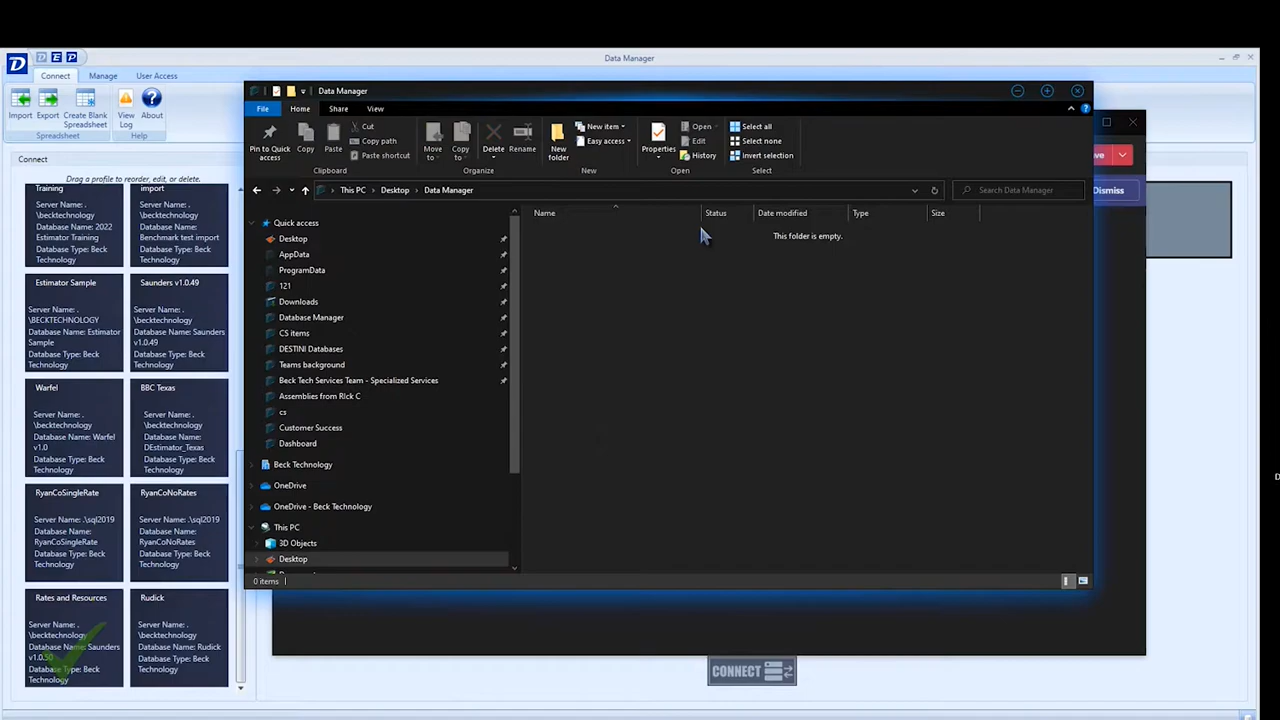 D
D E P
Data Manager
Connect
Manage
User Access
Import
Export
Create Blank
Spreadsheet
View
Log
About
Spreadsheet
Help
Connect
Drag a profile to reorder, edit, or delete.
Training
Server Name: .
\becktechnology
Database Name: 2022
Estimator Training
Database Type: Beck
Technology
import
Server Name: .
\becktechnology
Database Name:
Benchmark test import
Database Type: Beck
Technology
Estimator Sample
Server Name: .
\BECKTECHNOLOGY
Database Name: Estimator
Sample
Database Type: Beck
Technology
Saunders v1.0.49
Server Name: .
\becktechnology
Database Name: Saunders
v1.0.49
Database Type: Beck
Technology
Warfel
Server Name: .
\becktechnology
Database Name: Warfel
v1.0
Database Type: Beck
Technology
BBC Texas
Server Name: .
\becktechnology
Database Name:
DEstimator_Texas
Database Type: Beck
Technology
RyanCoSingleRate
Server Name: .\sql2019
Database Name:
RyanCoSingleRate
Database Type: Beck
Technology
RyanCoNoRates
Server Name: .\sql2019
Database Name:
RyanCoNoRates
Database Type: Beck
Technology
Rates and Resources
Server Name: .
\becktechnology
Database Name: Saunders
v1.0.50
Database Type: Beck
Technology
Rudick
Server Name: .
\becktechnology
Database Name: Rudick
Database Type: Beck
Technology
Data Manager
File
Home
Share
View
Pin to Quick
access
Copy
Paste
Cut
Copy path
Paste shortcut
Clipboard
Move
to
Copy
to
Delete
Rename
Organize
New
folder
New item
Easy access
New
Properties
Open
Edit
History
Open
Select all
Select none
Invert selection
Select
This PC
Desktop
Data Manager
Search Data Manager
Name
Status
Date modified
Type
Size
This folder is empty.
Quick access
Desktop
AppData
ProgramData
121
Downloads
Database Manager
CS items
DESTINI Databases
Teams background
Beck Tech Services Team - Specialized Services
Assemblies from RIck C
cs
Customer Success
Dashboard
Beck Technology
OneDrive
OneDrive - Beck Technology
This PC
3D Objects
Desktop
0 items
Dismiss
CONNECT